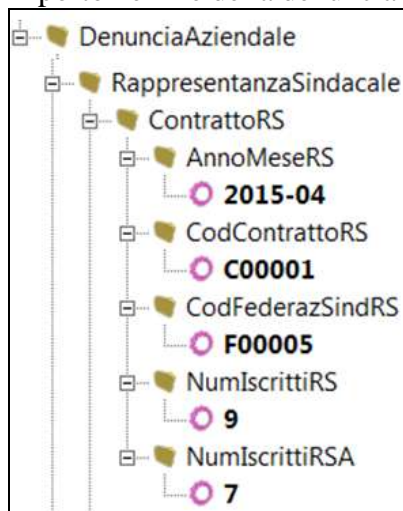 DenunciaAziendale
RappresentanzaSindacale
ContrattoRS
AnnoMeseRS
2015-04
CodContrattoRS
C00001
CodFederazSindRS
F00005
NumIscrittiRS
9
NumIscrittiRSA
7